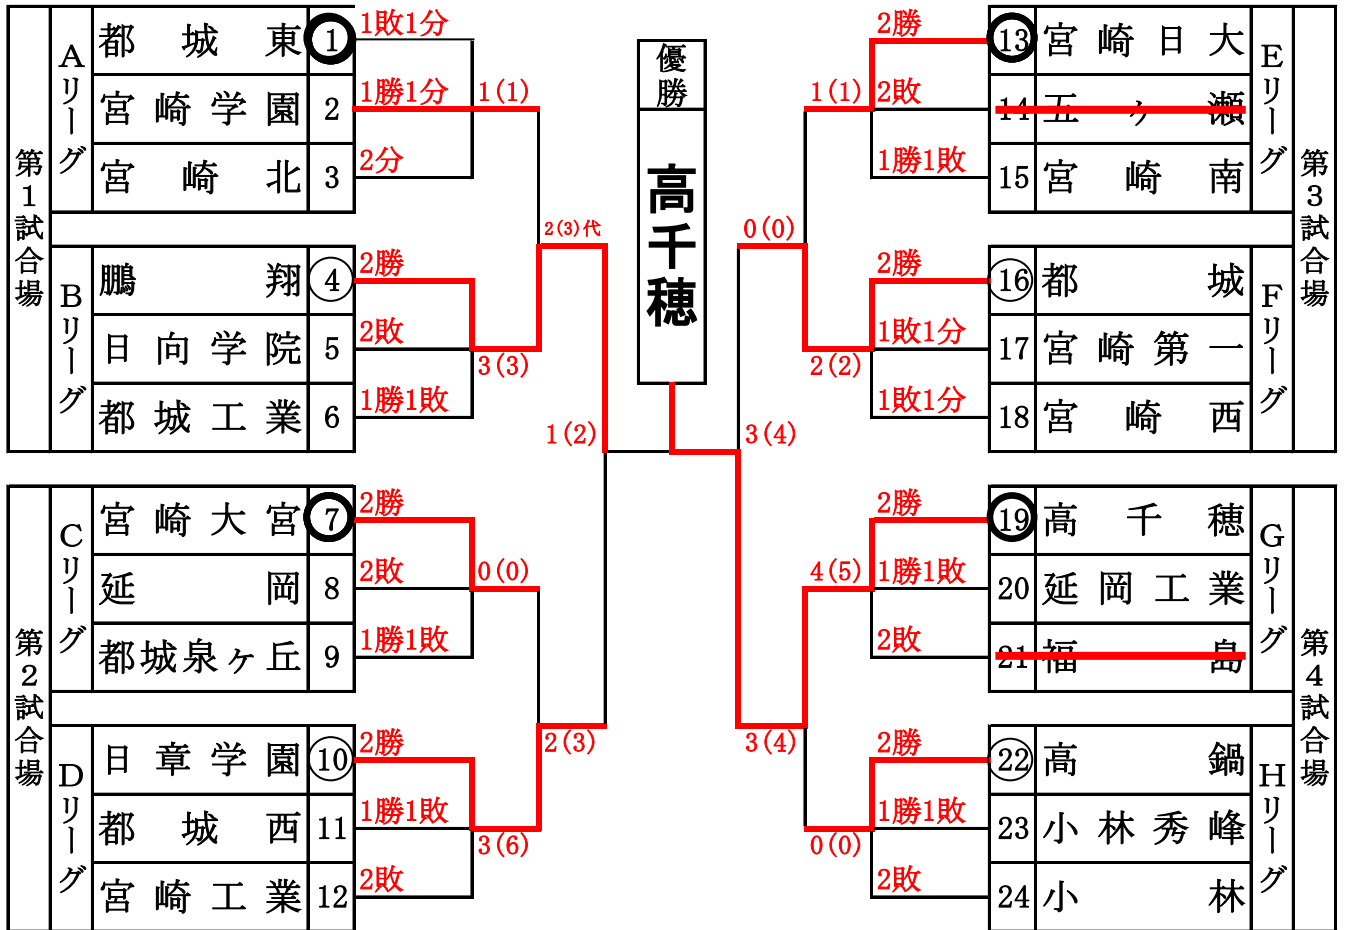 第1試合場
Aリーグ
都城東 ① 1敗1分
宮崎学園 2 1勝1分
宮崎北 3 2分
1(1)
Bリーグ
鵬翔 ④ 2勝
日向学院 5 2敗
都城工業 6 1勝1敗
3(3)
2(3)代
1(2)
第2試合場
Cリーグ
宮崎大宮 ⑦ 2勝
延岡 8 2敗
都城泉ヶ丘 9 1勝1敗
0(0)
Dリーグ
日章学園 ⑩ 2勝
都城西 11 1勝1敗
宮崎工業 12 2敗
3(6)
2(3)
優勝
高千穂
第3試合場
Eリーグ
2勝 ⑬ 宮崎日大
2敗 14 五ヶ瀬
1勝1敗 15 宮崎南
1(1)
Fリーグ
2勝 ⑯ 都城
1敗1分 17 宮崎第一
1敗1分 18 宮崎西
2(2)
0(0)
3(4)
第4試合場
Gリーグ
2勝 ⑲ 高千穂
1勝1敗 20 延岡工業
2敗 21 福島
4(5)
Hリーグ
2勝 ㉒ 高鍋
1勝1敗 23 小林秀峰
2敗 24 小林
0(0)
3(4)